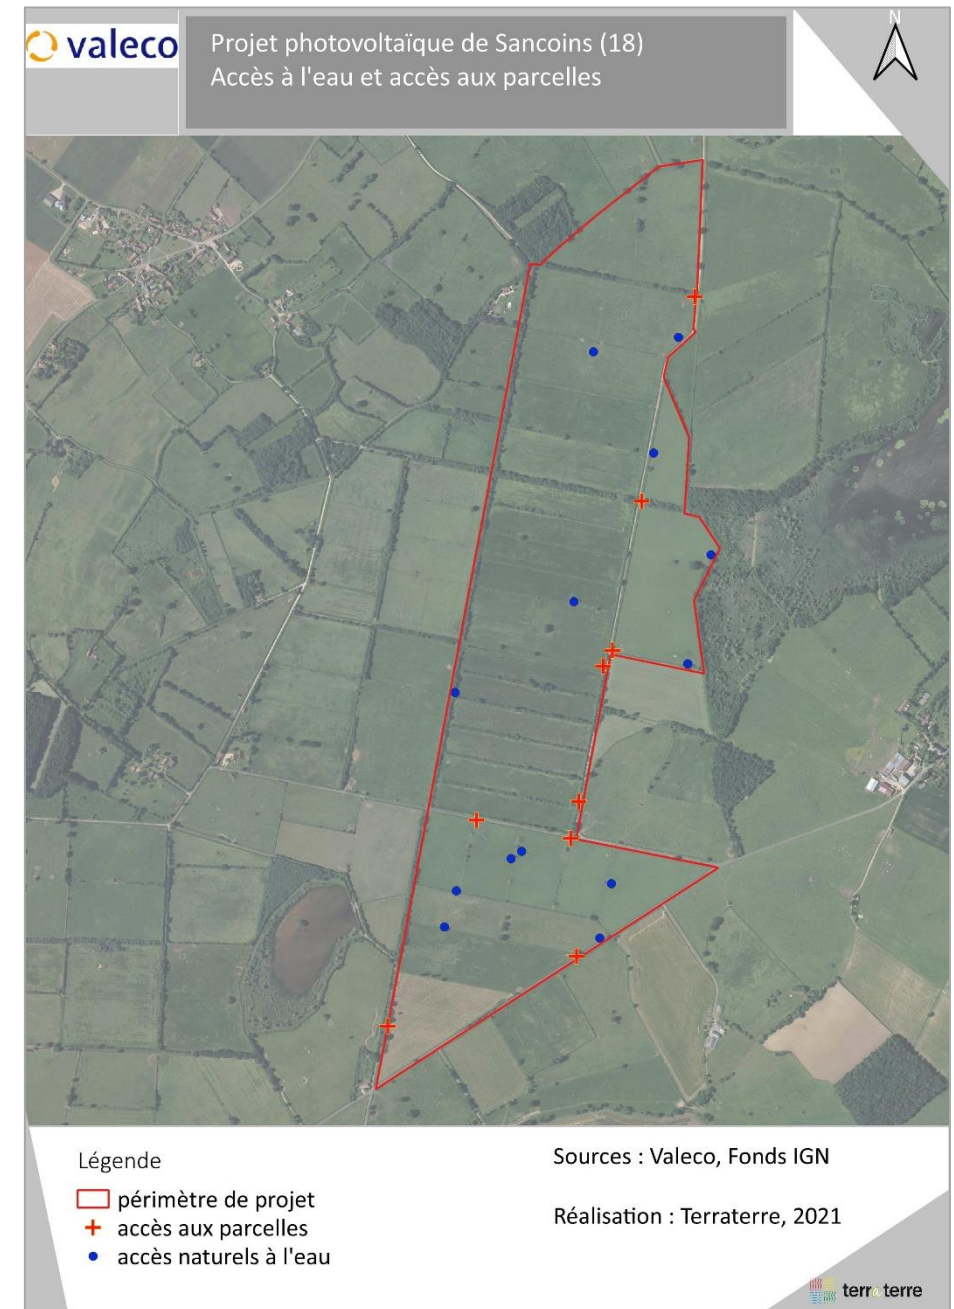 valeco
Projet photovoltaïque de Sancoins (18)
Accès à l'eau et accès aux parcelles
N
Légende
périmètre de projet
accès aux parcelles
accès naturels à l'eau
Sources : Valeco, Fonds IGN
Réalisation : Terraterre, 2021
terraterre